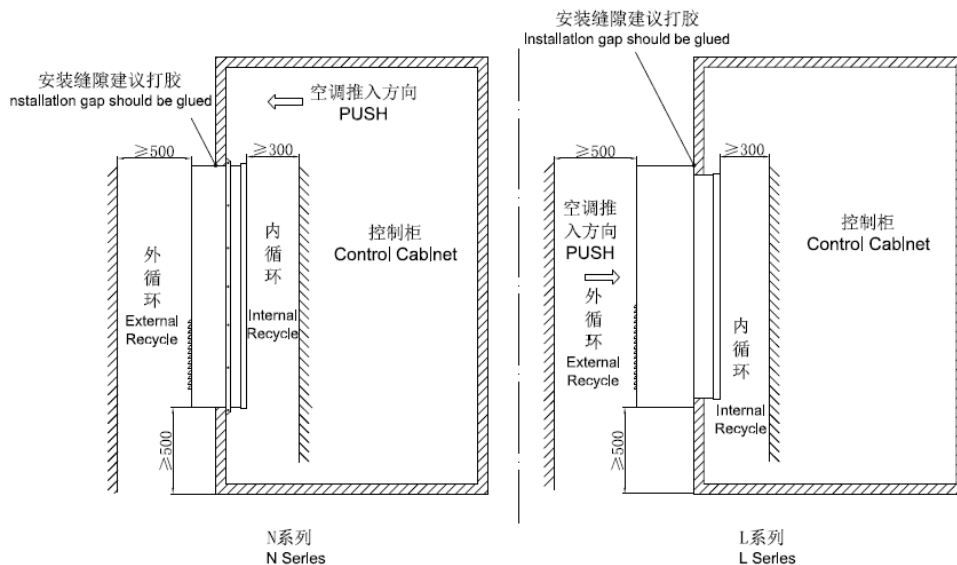 安装缝隙建议打胶
nstallation gap should be glued
空调推入方向
PUSH
≥500
≥300
外循环
External
Recycle
内循环
Internal
Recycle
控制柜
Control Cabinet
≥500
N系列
N Series
安装缝隙建议打胶
Installation gap should be glued
≥500
≥300
空调推
入方向
PUSH
外循环
External
Recycle
内循环
Internal
Recycle
控制柜
Control Cabinet
≥500
L系列
L Series